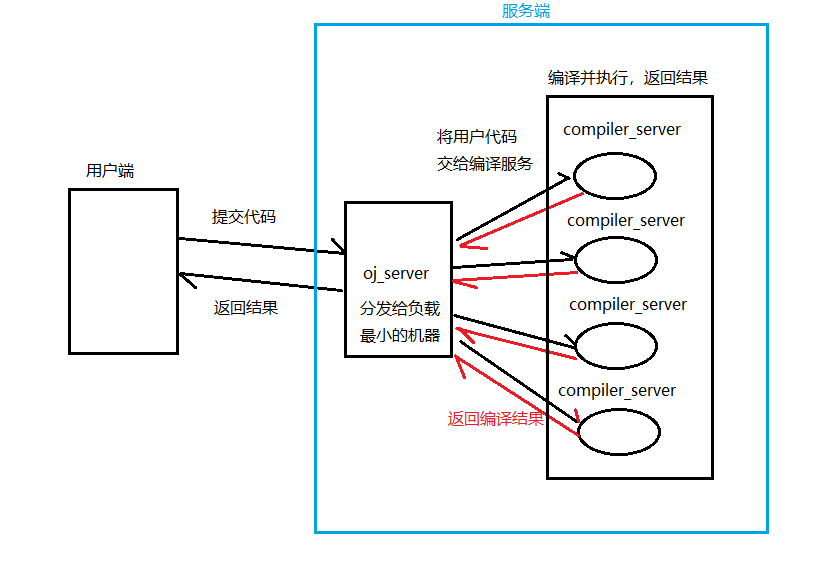 服务端
编译并执行，返回结果
compiler_server
将用户代码
交给编译服务
用户端
提交代码
compiler_server
oj_server
返回结果
分发给负载
最小的机器
compiler_server
compiler_server
返回编译结果